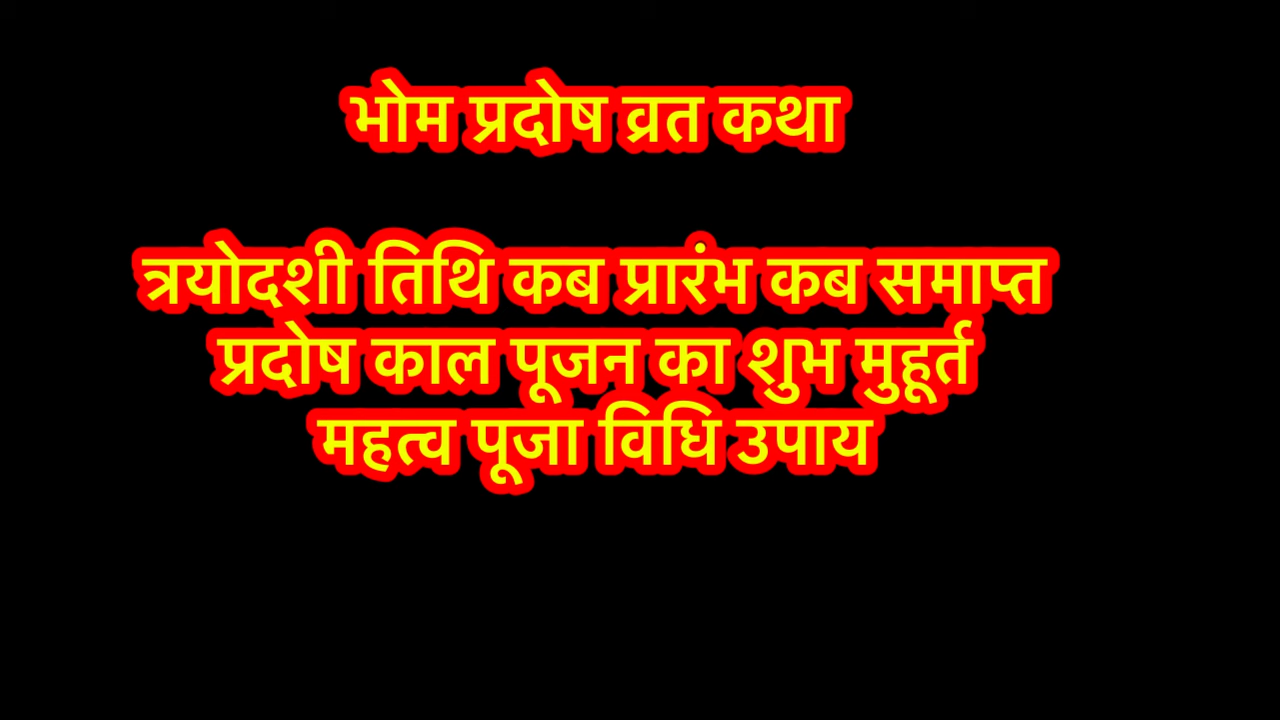 भोम प्रदोष व्रत कथा
त्रयोदशी तिथि कब प्रारंभ कब समाप्त
प्रदोष काल पूजन का शुभ मुहूर्त
महत्व पूजा विधि उपाय